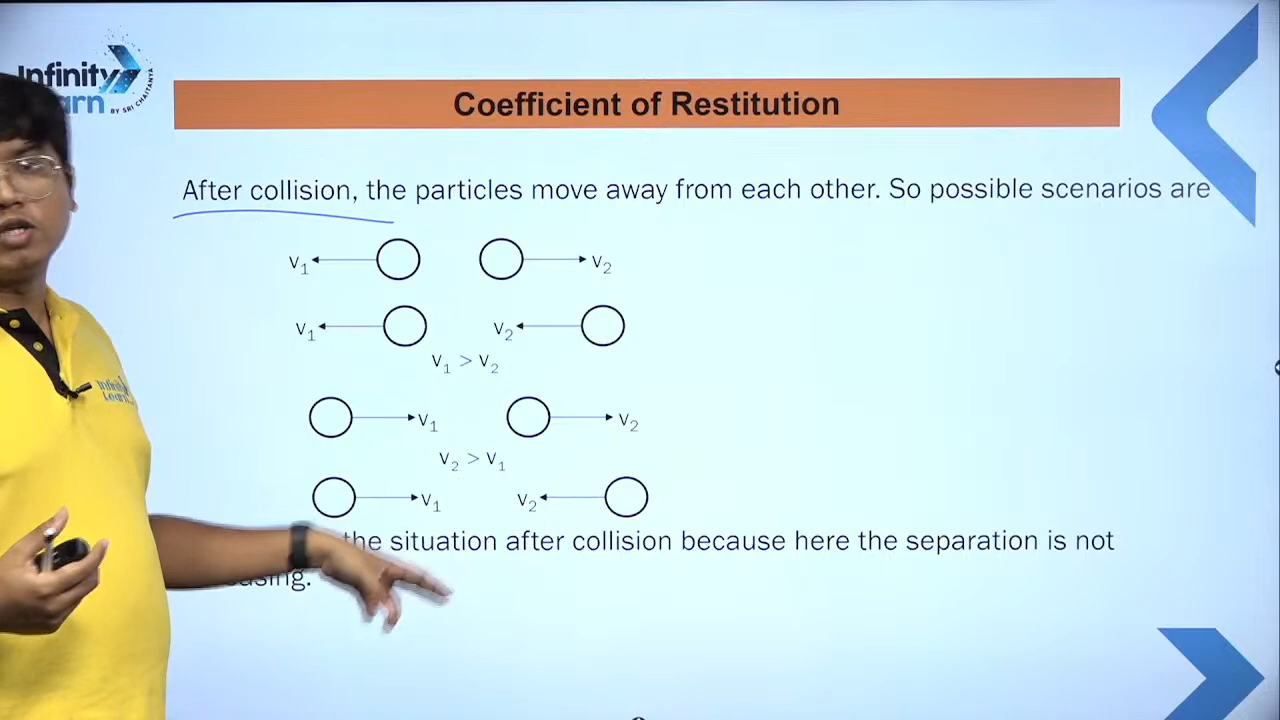 Infinity
Learn
BY SRI CHAITANYA
Coefficient of Restitution
After collision, the particles move away from each other. So possible scenarios are
v₁ v₂
v₁ v₂
v₁ > v₂
v₁ v₂
v₂ > v₁
v₁ v₂
the situation after collision because here the separation is not
Infinity
Learn